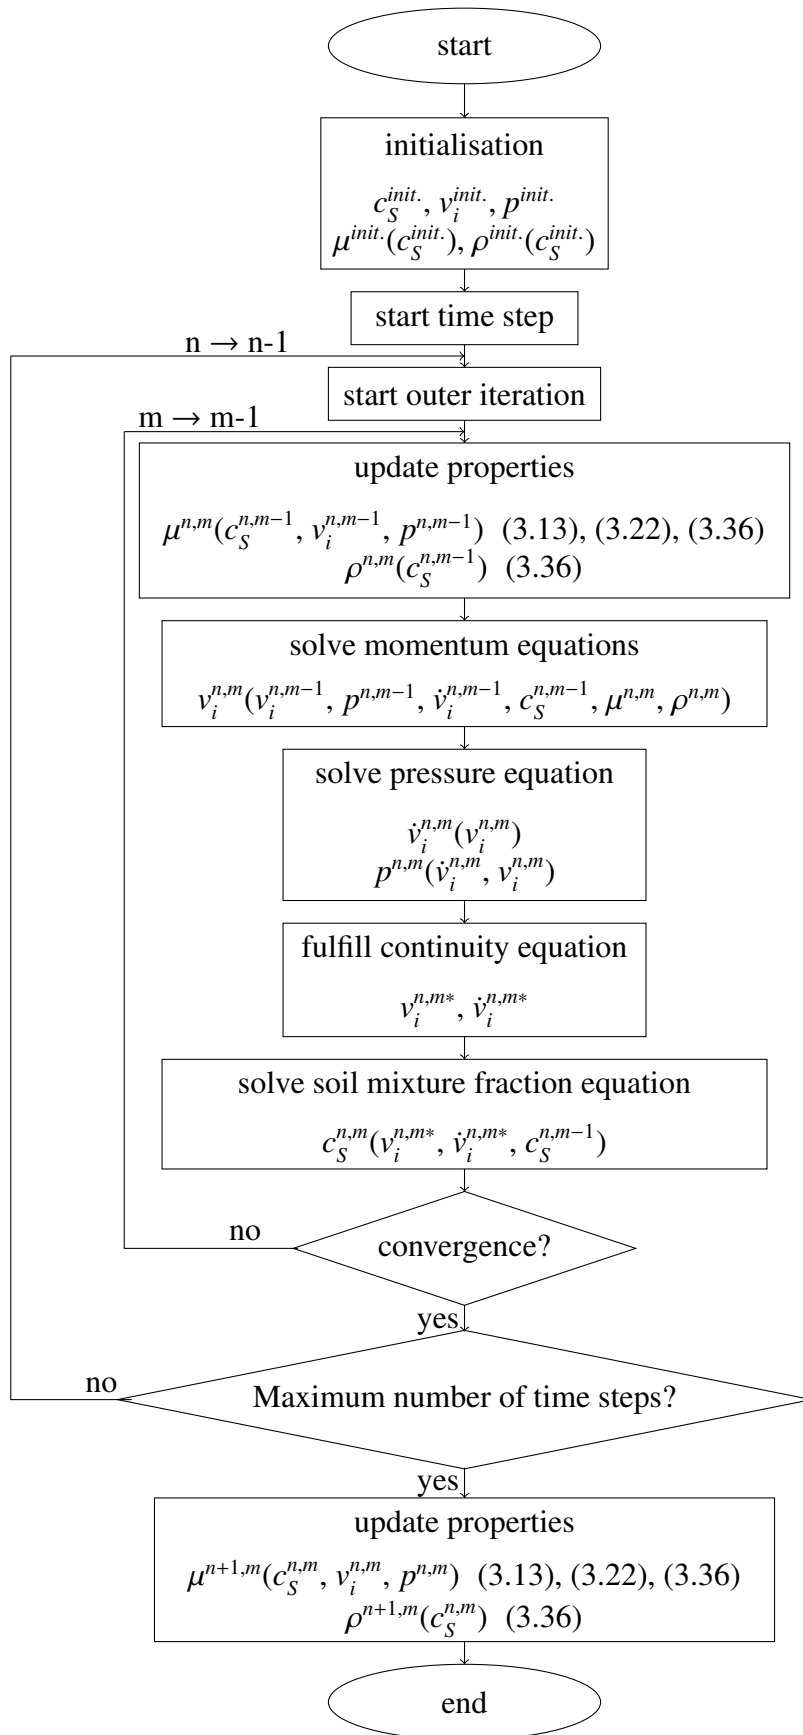 start
initialisation
c_S^{init.}, v_i^{init.}, p^{init.}
μ^{init.}(c_S^{init.}), ρ^{init.}(c_S^{init.})
start time step
n → n-1
start outer iteration
m → m-1
update properties
μ^{n,m}(c_S^{n,m−1}, v_i^{n,m−1}, p^{n,m−1}) (3.13), (3.22), (3.36)
ρ^{n,m}(c_S^{n,m−1}) (3.36)
solve momentum equations
v_i^{n,m}(v_i^{n,m−1}, p^{n,m−1}, v̇_i^{n,m−1}, c_S^{n,m−1}, μ^{n,m}, ρ^{n,m})
solve pressure equation
v̇_i^{n,m}(v_i^{n,m})
p^{n,m}(v̇_i^{n,m}, v_i^{n,m})
fulfill continuity equation
v_i^{n,m∗}, v̇_i^{n,m∗}
solve soil mixture fraction equation
c_S^{n,m}(v_i^{n,m∗}, v̇_i^{n,m∗}, c_S^{n,m−1})
no
convergence?
yes
no
Maximum number of time steps?
yes
update properties
μ^{n+1,m}(c_S^{n,m}, v_i^{n,m}, p^{n,m}) (3.13), (3.22), (3.36)
ρ^{n+1,m}(c_S^{n,m}) (3.36)
end